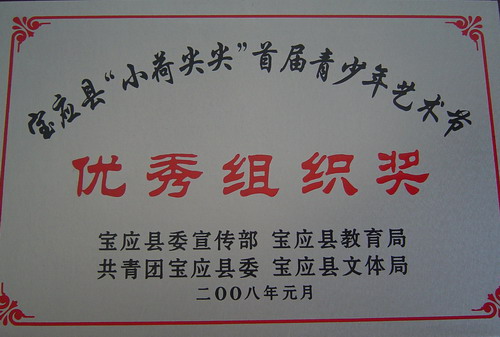 宝应县“小荷尖尖”首届青少年艺术节
优秀组织奖
宝应县委宣传部 宝应县教育局
共青团宝应县委 宝应县文体局
二OO八年元月